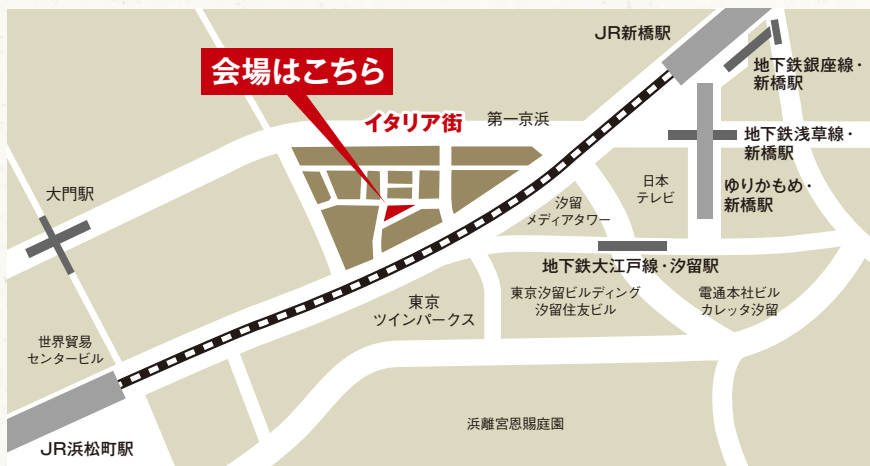 JR新橋駅
地下鉄銀座線・
新橋駅
会場はこちら
イタリア街
第一京浜
地下鉄浅草線・
新橋駅
大門駅
日本
テレビ
ゆりかもめ・
新橋駅
汐留
メディアタワー
地下鉄大江戸線・汐留駅
東京
ツインパークス
東京汐留ビルディング
汐留住友ビル
電通本社ビル
カレッタ汐留
世界貿易
センタービル
浜離宮恩賜庭園
JR浜松町駅